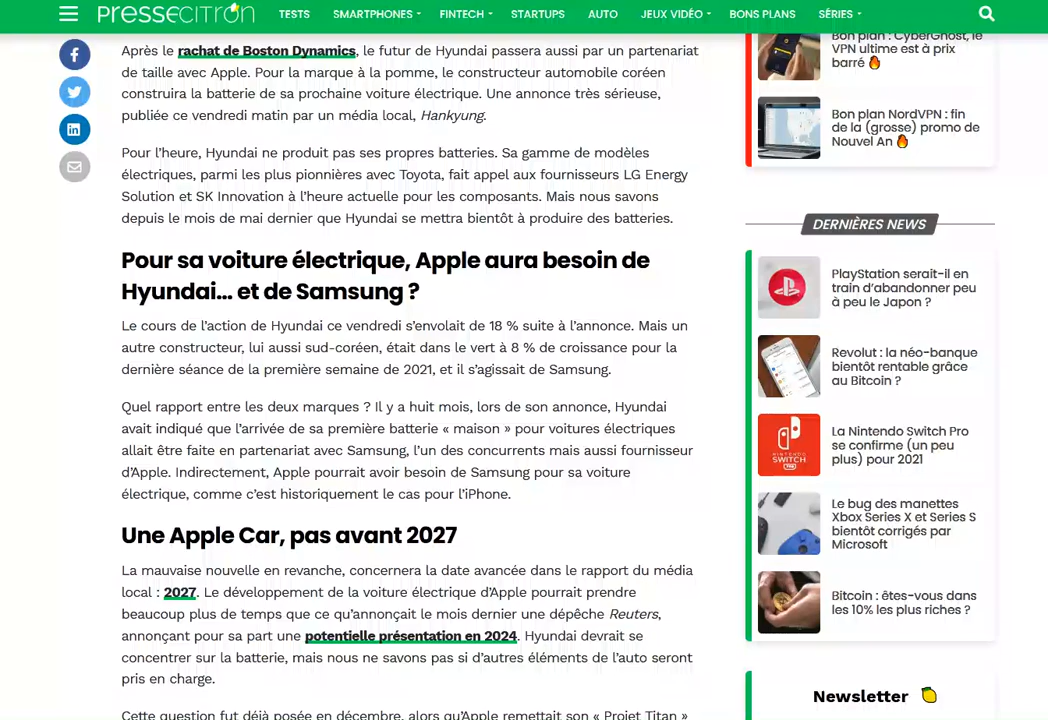 PRESSECITRON
TESTS
SMARTPHONES
FINTECH
STARTUPS
AUTO
JEUX VIDÉO
BONS PLANS
SÉRIES
Après le rachat de Boston Dynamics, le futur de Hyundai passera aussi par un partenariat
de taille avec Apple. Pour la marque à la pomme, le constructeur automobile coréen
construira la batterie de sa prochaine voiture électrique. Une annonce très sérieuse,
publiée ce vendredi matin par un média local, Hankyung.
Pour l'heure, Hyundai ne produit pas ses propres batteries. Sa gamme de modèles
électriques, parmi les plus pionnières avec Toyota, fait appel aux fournisseurs LG Energy
Solution et SK Innovation à l'heure actuelle pour les composants. Mais nous savons
depuis le mois de mai dernier que Hyundai se mettra bientôt à produire des batteries.
Pour sa voiture électrique, Apple aura besoin de
Hyundai... et de Samsung ?
Le cours de l'action de Hyundai ce vendredi s'envolait de 18 % suite à l'annonce. Mais un
autre constructeur, lui aussi sud-coréen, était dans le vert à 8 % de croissance pour la
dernière séance de la première semaine de 2021, et il s'agissait de Samsung.
Quel rapport entre les deux marques ? Il y a huit mois, lors de son annonce, Hyundai
avait indiqué que l'arrivée de sa première batterie « maison » pour voitures électriques
allait être faite en partenariat avec Samsung, l'un des concurrents mais aussi fournisseur
d'Apple. Indirectement, Apple pourrait avoir besoin de Samsung pour sa voiture
électrique, comme c'est historiquement le cas pour l'iPhone.
Une Apple Car, pas avant 2027
La mauvaise nouvelle en revanche, concernera la date avancée dans le rapport du média
local : 2027. Le développement de la voiture électrique d'Apple pourrait prendre
beaucoup plus de temps que ce qu'annonçait le mois dernier une dépêche Reuters,
annonçant pour sa part une potentielle présentation en 2024. Hyundai devrait se
concentrer sur la batterie, mais nous ne savons pas si d'autres éléments de l'auto seront
pris en charge.
Cette question fut déjà posée en décembre, alors qu'Apple remettait son « Projet Titan »
Bon plan : CyberGhost, le
VPN ultime est à prix
barré 🔥
Bon plan NordVPN : fin
de la (grosse) promo de
Nouvel An 🔥
DERNIÈRES NEWS
PlayStation serait-il en
train d'abandonner peu
à peu le Japon ?
Revolut : la néo-banque
bientôt rentable grâce
au Bitcoin ?
NINTENDO
SWITCH
La Nintendo Switch Pro
se confirme (un peu
plus) pour 2021
Le bug des manettes
Xbox Series X et Series S
bientôt corrigés par
Microsoft
Bitcoin : êtes-vous dans
les 10% les plus riches ?
Newsletter 🍋